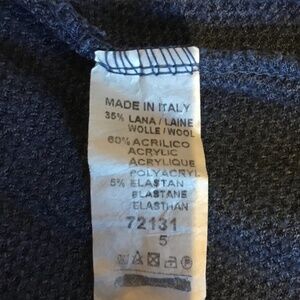 MADE IN ITALY
35% LANA/LAINE
WOLLE/WOOL
60% ACRILICO
ACRYLIC
ACRYLIQUE
POLYACRYL
5% ELASTAN
ELASTANE
ELASTHAN
72131
5